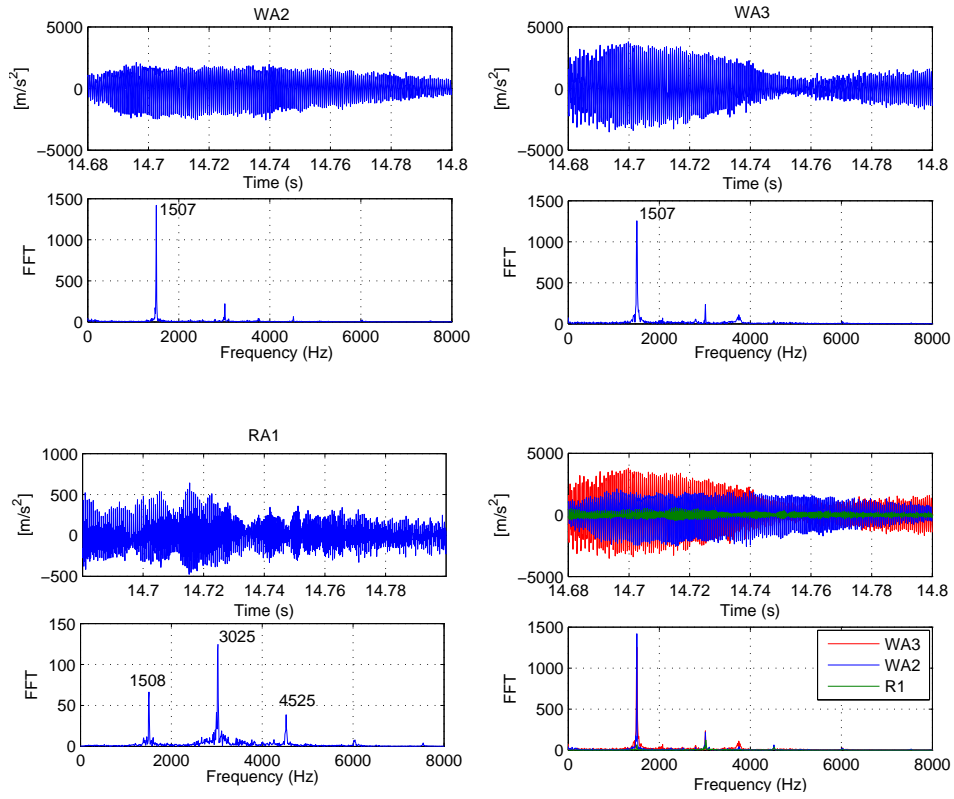 WA2
5000
0
−5000
[m/s²]
14.68 14.7 14.72 14.74 14.76 14.78 14.8
Time (s)
1500
1000
500
0
FFT
1507
0 2000 4000 6000 8000
Frequency (Hz)
WA3
5000
0
−5000
[m/s²]
14.68 14.7 14.72 14.74 14.76 14.78 14.8
Time (s)
1500
1000
500
0
FFT
1507
0 2000 4000 6000 8000
Frequency (Hz)
RA1
1000
500
0
−500
[m/s²]
14.7 14.72 14.74 14.76 14.78
Time (s)
150
100
50
0
FFT
1508
3025
4525
0 2000 4000 6000 8000
Frequency (Hz)
5000
0
−5000
[m/s²]
14.68 14.7 14.72 14.74 14.76 14.78 14.8
Time (s)
1500
1000
500
0
FFT
WA3
WA2
R1
0 2000 4000 6000 8000
Frequency (Hz)